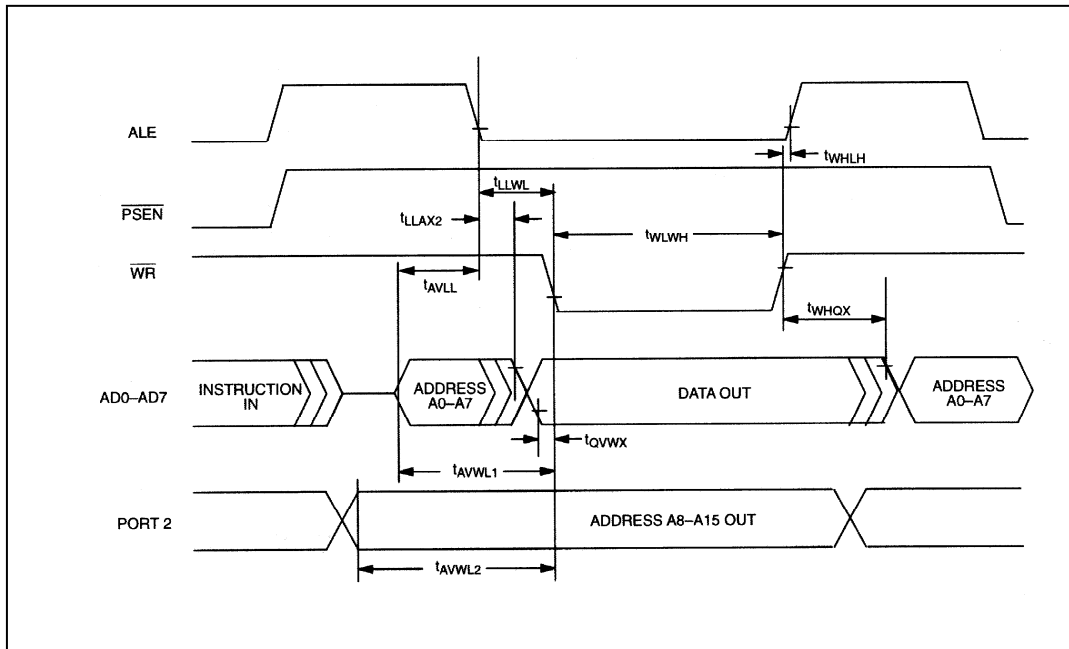 ALE
tWHLH
tLLWL
PSEN
tLLAX2
tWLWH
WR
tAVLL
tWHQX
AD0–AD7
INSTRUCTION
IN
ADDRESS
A0–A7
DATA OUT
ADDRESS
A0–A7
tQVWX
tAVWL1
PORT 2
ADDRESS A8–A15 OUT
tAVWL2